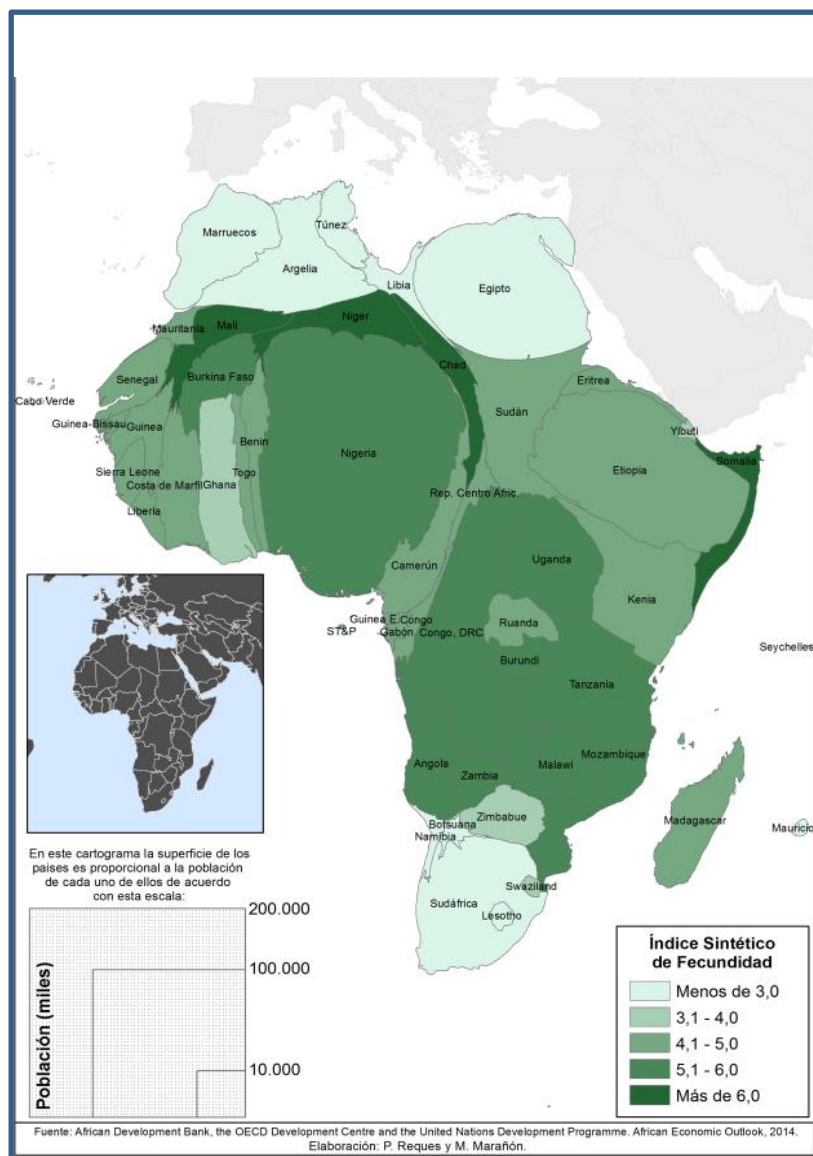 Marruecos
Túnez
Argelia
Libia
Egipto
Mauritania
Mali
Niger
Chad
Senegal
Burkina Faso
Eritrea
Cabo Verde
Sudán
Guinea-Bissau
Guinea
Benin
Nigeria
Yibuti
Somalia
Sierra Leone
Costa de Marfil
Ghana
Togo
Etiopia
Rep. Centro Afric.
Liberia
Camerún
Uganda
Kenia
Guinea E.
Congo
Ruanda
ST&P
Gabón
Congo, DRC
Seychelles
Burundi
Tanzania
Angola
Zambia
Malawi
Mozambique
Botsuana
Zimbabue
Namibia
Madagascar
Mauricio
Swaziland
Sudáfrica
Lesotho
En este cartograma la superficie de los
paises es proporcional a la población
de cada uno de ellos de acuerdo
con esta escala:
200.000
100.000
10.000
Población (miles)
Índice Sintético
de Fecundidad
Menos de 3,0
3,1 - 4,0
4,1 - 5,0
5,1 - 6,0
Más de 6,0
Fuente: African Development Bank, the OECD Development Centre and the United Nations Development Programme. African Economic Outlook, 2014.
Elaboración: P. Reques y M. Marañón.